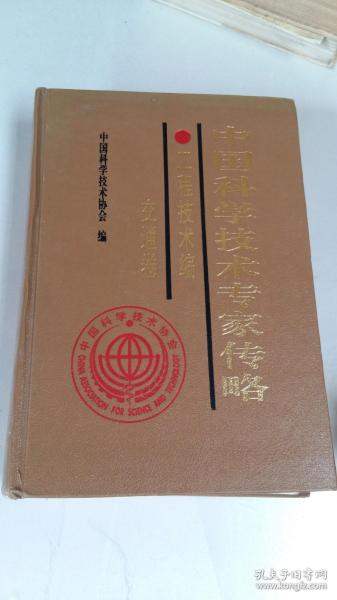 中国科学技术专家传略
工程技术编
交通卷
中国科学技术协会 编
中国科学技术协会
CHINA ASSOCIATION FOR SCIENCE AND TECHNOLOGY
孔夫子旧书网